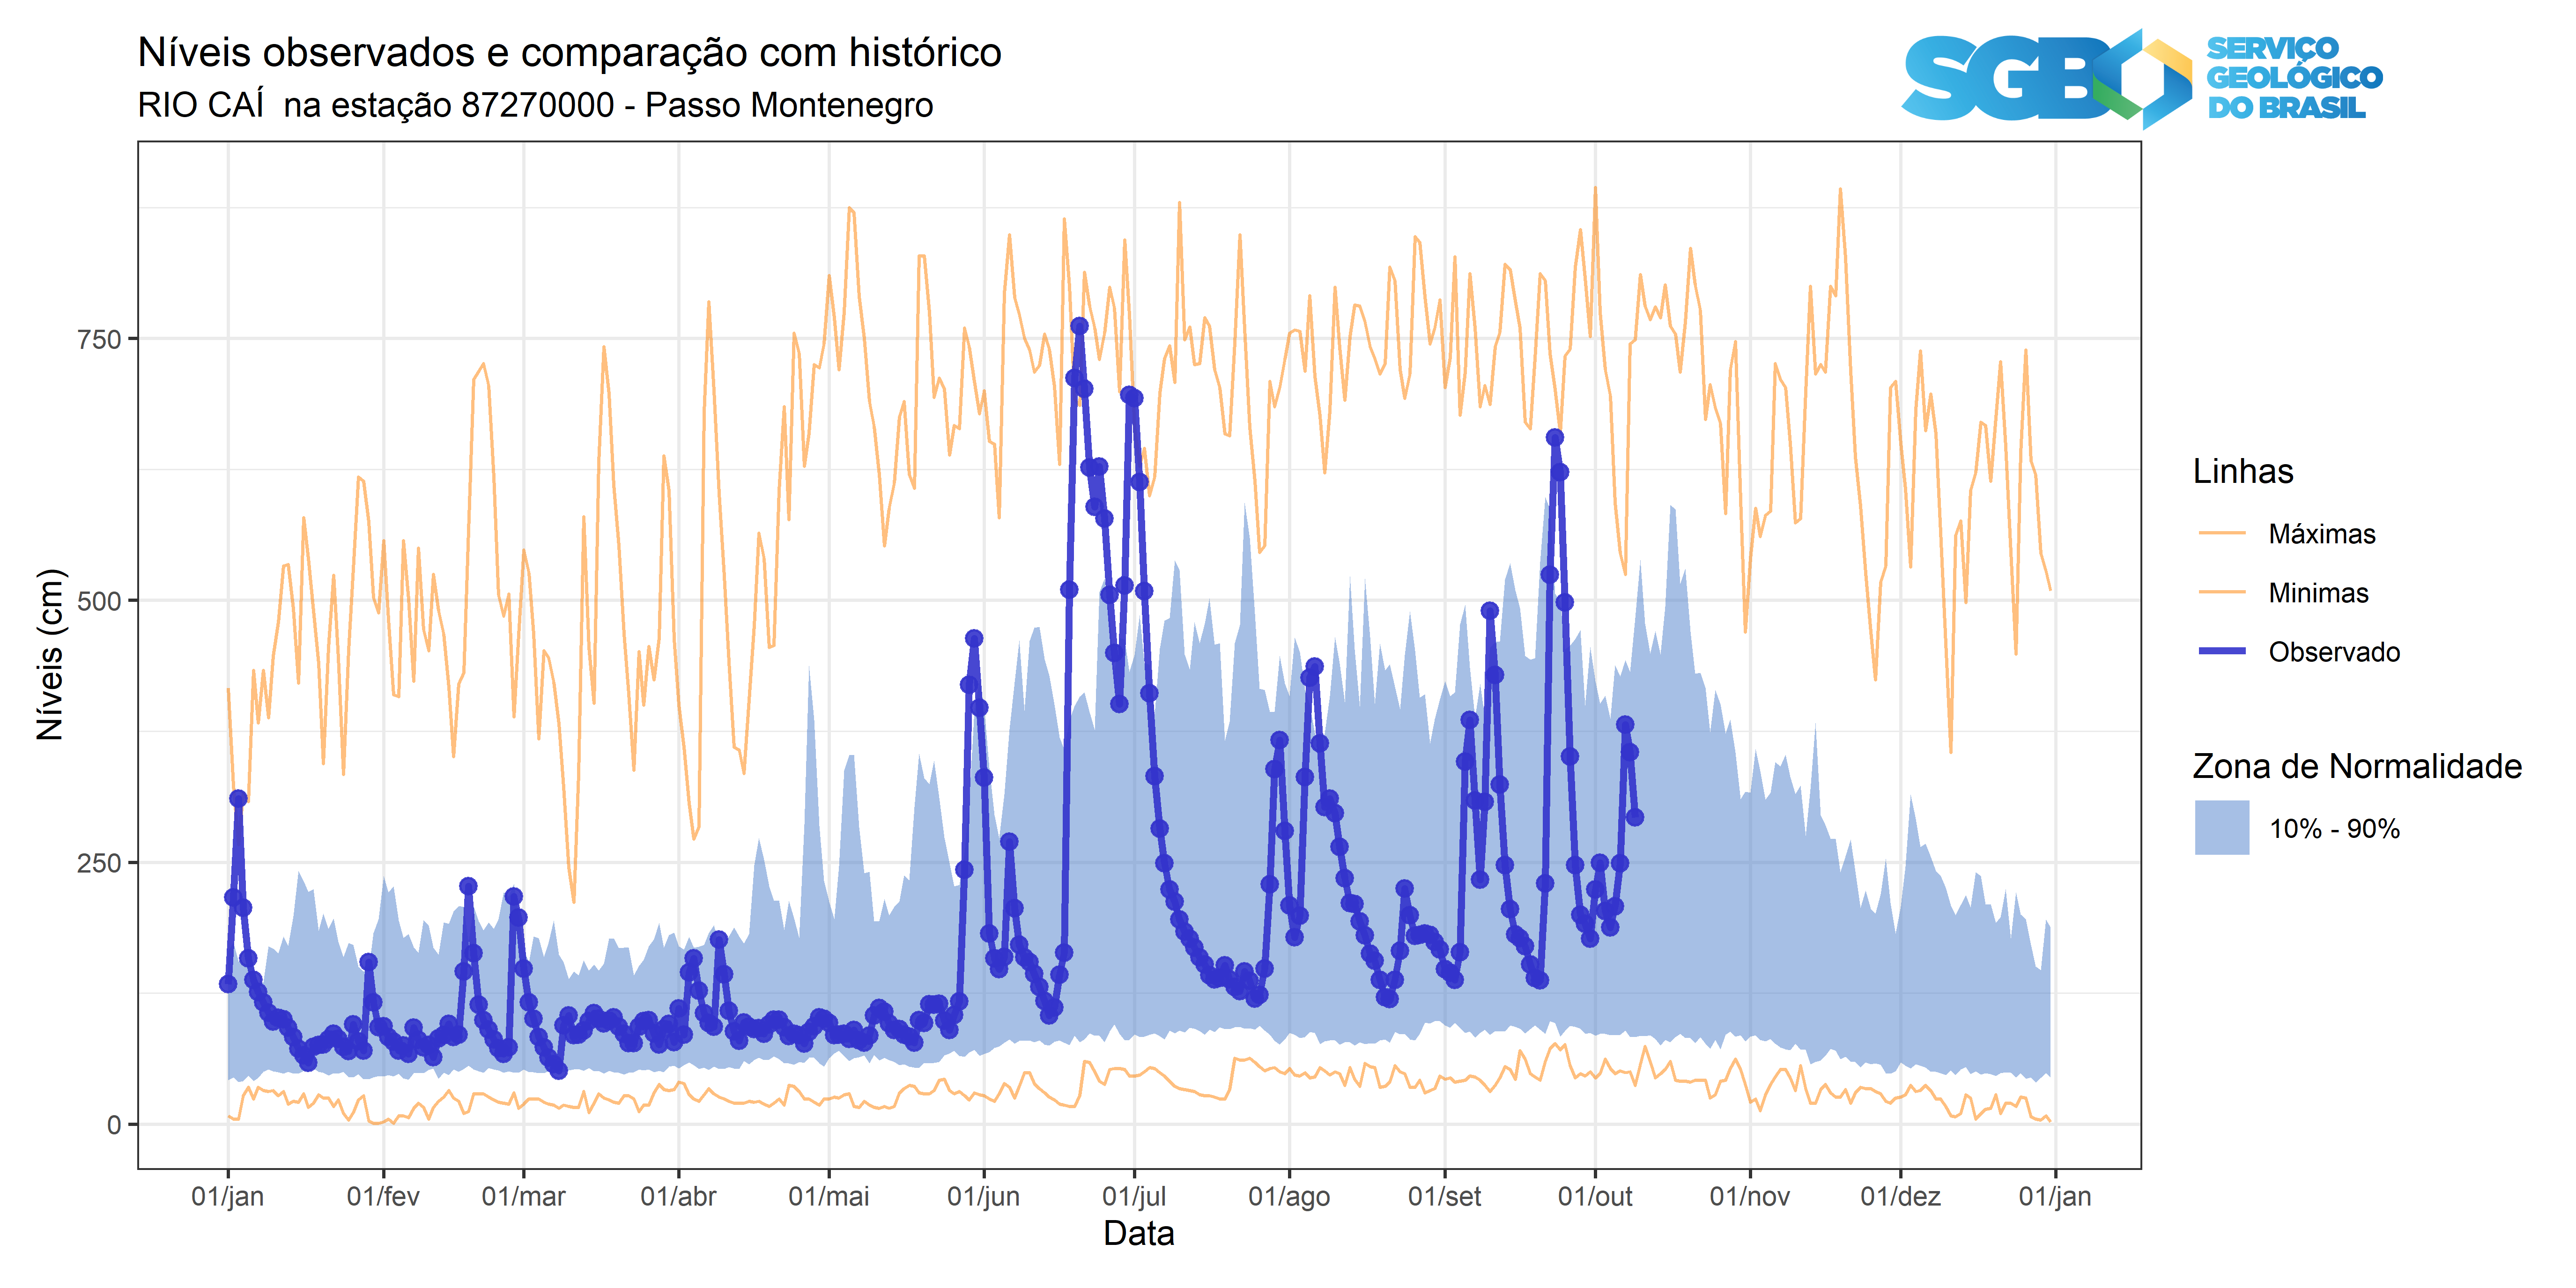 Níveis observados e comparação com histórico
RIO CAÍ  na estação 87270000 - Passo Montenegro
SGB
SERVIÇO
GEOLÓGICO
DO BRASIL
Níveis (cm)
750
500
250
0
01/jan 01/fev 01/mar 01/abr 01/mai 01/jun 01/jul 01/ago 01/set 01/out 01/nov 01/dez 01/jan
Data
Linhas
Máximas
Minimas
Observado
Zona de Normalidade
10% - 90%